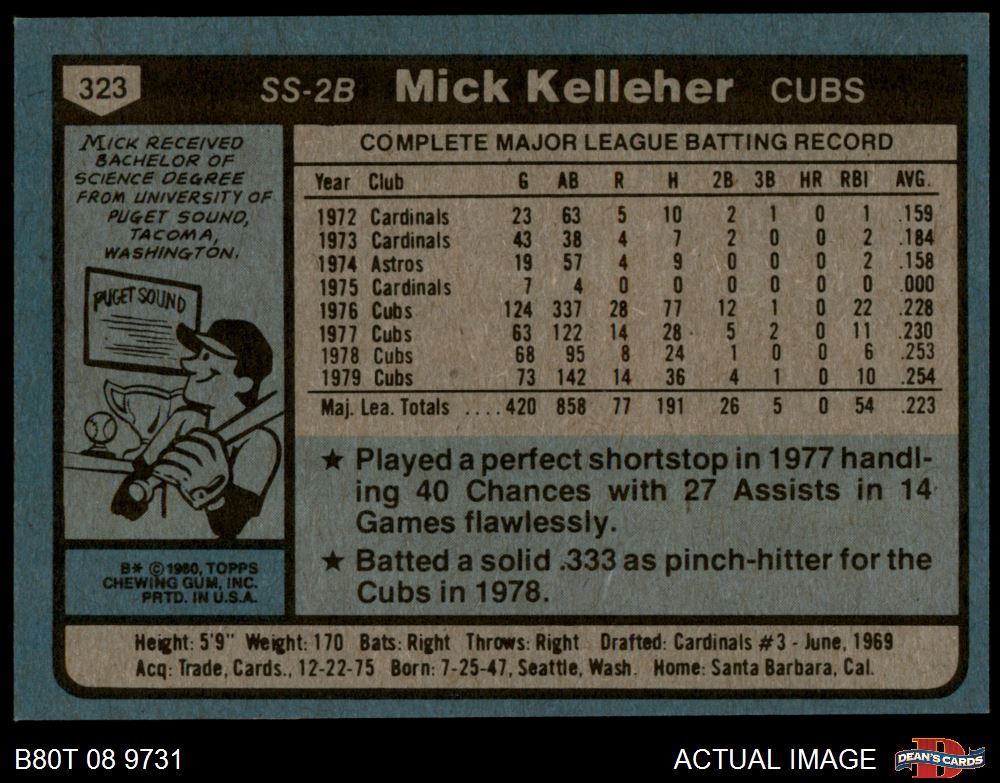 323 SS-2B Mick Kelleher CUBS
MICK RECEIVED
BACHELOR OF
SCIENCE DEGREE
FROM UNIVERSITY OF
PUGET SOUND,
TACOMA,
WASHINGTON.
PUGET SOUND
B* © 1980, TOPPS
CHEWING GUM, INC.
PRTD. IN U.S.A.
COMPLETE MAJOR LEAGUE BATTING RECORD
Year Club G AB R H 2B 3B HR RBI AVG.
1972 Cardinals 23 63 5 10 2 1 0 1 .159
1973 Cardinals 43 38 4 7 2 0 0 2 .184
1974 Astros 19 57 4 9 0 0 0 2 .158
1975 Cardinals 7 4 0 0 0 0 0 0 .000
1976 Cubs 124 337 28 77 12 1 0 22 .228
1977 Cubs 63 122 14 28 5 2 0 11 .230
1978 Cubs 68 95 8 24 1 0 0 6 .253
1979 Cubs 73 142 14 36 4 1 0 10 .254
Maj. Lea. Totals ....420 858 77 191 26 5 0 54 .223
★ Played a perfect shortstop in 1977 handl-
ing 40 Chances with 27 Assists in 14
Games flawlessly.
★ Batted a solid .333 as pinch-hitter for the
Cubs in 1978.
Height: 5'9" Weight: 170 Bats: Right Throws: Right Drafted: Cardinals #3 - June, 1969
Acq: Trade, Cards., 12-22-75 Born: 7-25-47, Seattle, Wash. Home: Santa Barbara, Cal.
B80T 08 9731 ACTUAL IMAGE D DEAN'S CARDS